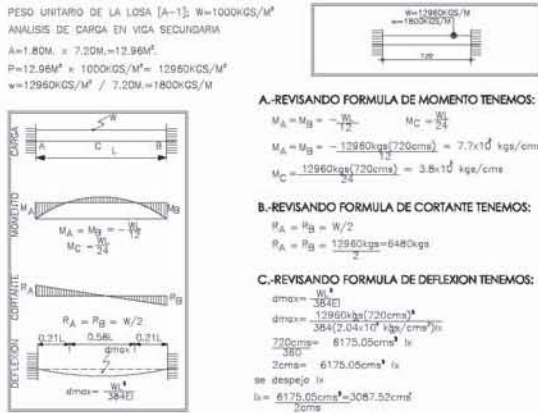 PESO UNITARIO DE LA LOSA [A-1]; W=1000KGS/M²
ANALISIS DE CARGA EN VIGA SECUNDARIA
A=1.80M. x 7.20M.=12.96M².
P=12.96M² x 1000KGS/M²= 12960KGS/M²
w=12960KGS/M² / 7.20M.=1800KGS/M
W=12960KGS/M²
w=1800KGS/M
720
CARGA
W
A C B
L
MOMENTO
MA MB
MA = MB = - WL/12
MC = WL/24
CORTANTE
RA RB
RA = RB = W/2
DEFLEXION
0.21L 0.58L 0.21L
dmax
dmax= WL³/384EI
A.-REVISANDO FORMULA DE MOMENTO TENEMOS:
MA = MB = - WL/12 MC = WL/24
MA = MB = - 12960kgs(720cms)/12 = 7.7x10⁵ kgs/cms
MC = 12960kgs(720cms)/24 = 3.8x10⁵ kgs/cms
B.-REVISANDO FORMULA DE CORTANTE TENEMOS:
RA = RB = W/2
RA = RB = 12960kgs/2 =6480kgs
C.-REVISANDO FORMULA DE DEFLEXION TENEMOS:
dmax= WL³/384EI
dmax= 12960kgs(720cms)³/384(2.04x10⁶ kgs/cms²)Ix
720cms/360 = 6175.05cms⁵ Ix
2cms= 6175.05cms⁵ Ix
se despeja Ix
Ix= 6175.05cms⁵/2cms =3087.52cms⁴